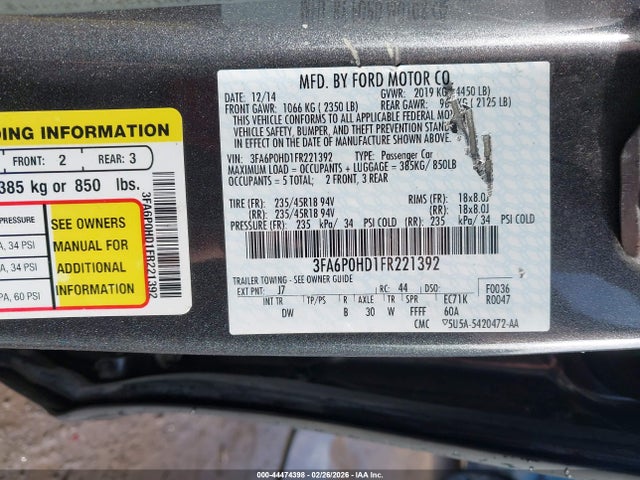 MFD. BY FORD MOTOR CO.
DATE: 12/14
GVWR: 2019 KG 4450 LB)
FRONT GAWR: 1066 KG ( 2350 LB)
REAR GAWR: KG ( 2125 LB)
THIS VEHICLE CONFORMS TO ALL APPLICABLE FEDERAL
VEHICLE SAFETY, BUMPER, AND THEFT PREVENTION
IN EFFECT ON THE DATE OF MANUFACTURE SHOWN ABOVE.
VIN: 3FA6P0HD1FR221392 TYPE: Passenger Car
MAXIMUM LOAD = OCCUPANTS + LUGGAGE = 385KG/ 850LB
OCCUPANTS = 5 TOTAL; 2 FRONT, 3 REAR
TIRE (FF): 235/45R18 94V RIMS (FF): 18x8.0J
(RR): 235/45R18 94V (RR): 18x8.0J
PRESSURE (FF): 235 kPa/ 34 PSI COLD (RR): 235 kPa/ 34 PSI COLD
3FA6P0HD1FR221392
TRAILER TOWING - SEE OWNER GUIDE
EXT PNT: J7 RC: 44 DSO: F0036
EC71K R0047
INT TR TP/PS R AXLE TR SPR
DW B 30 W FFFF 60A
CMC 5U5A-5420472-AA
DING INFORMATION
FRONT: 2 REAR: 3
385 kg or 850 lbs.
PRESSURE
A, 34 PSI
A, 34 PSI
PA, 60 PSI
SEE OWNERS
MANUAL FOR
ADDITIONAL
INFORMATION
3FA6P0HD1FR221392
000-44474398 - 02/26/2026 - IAAI.COM